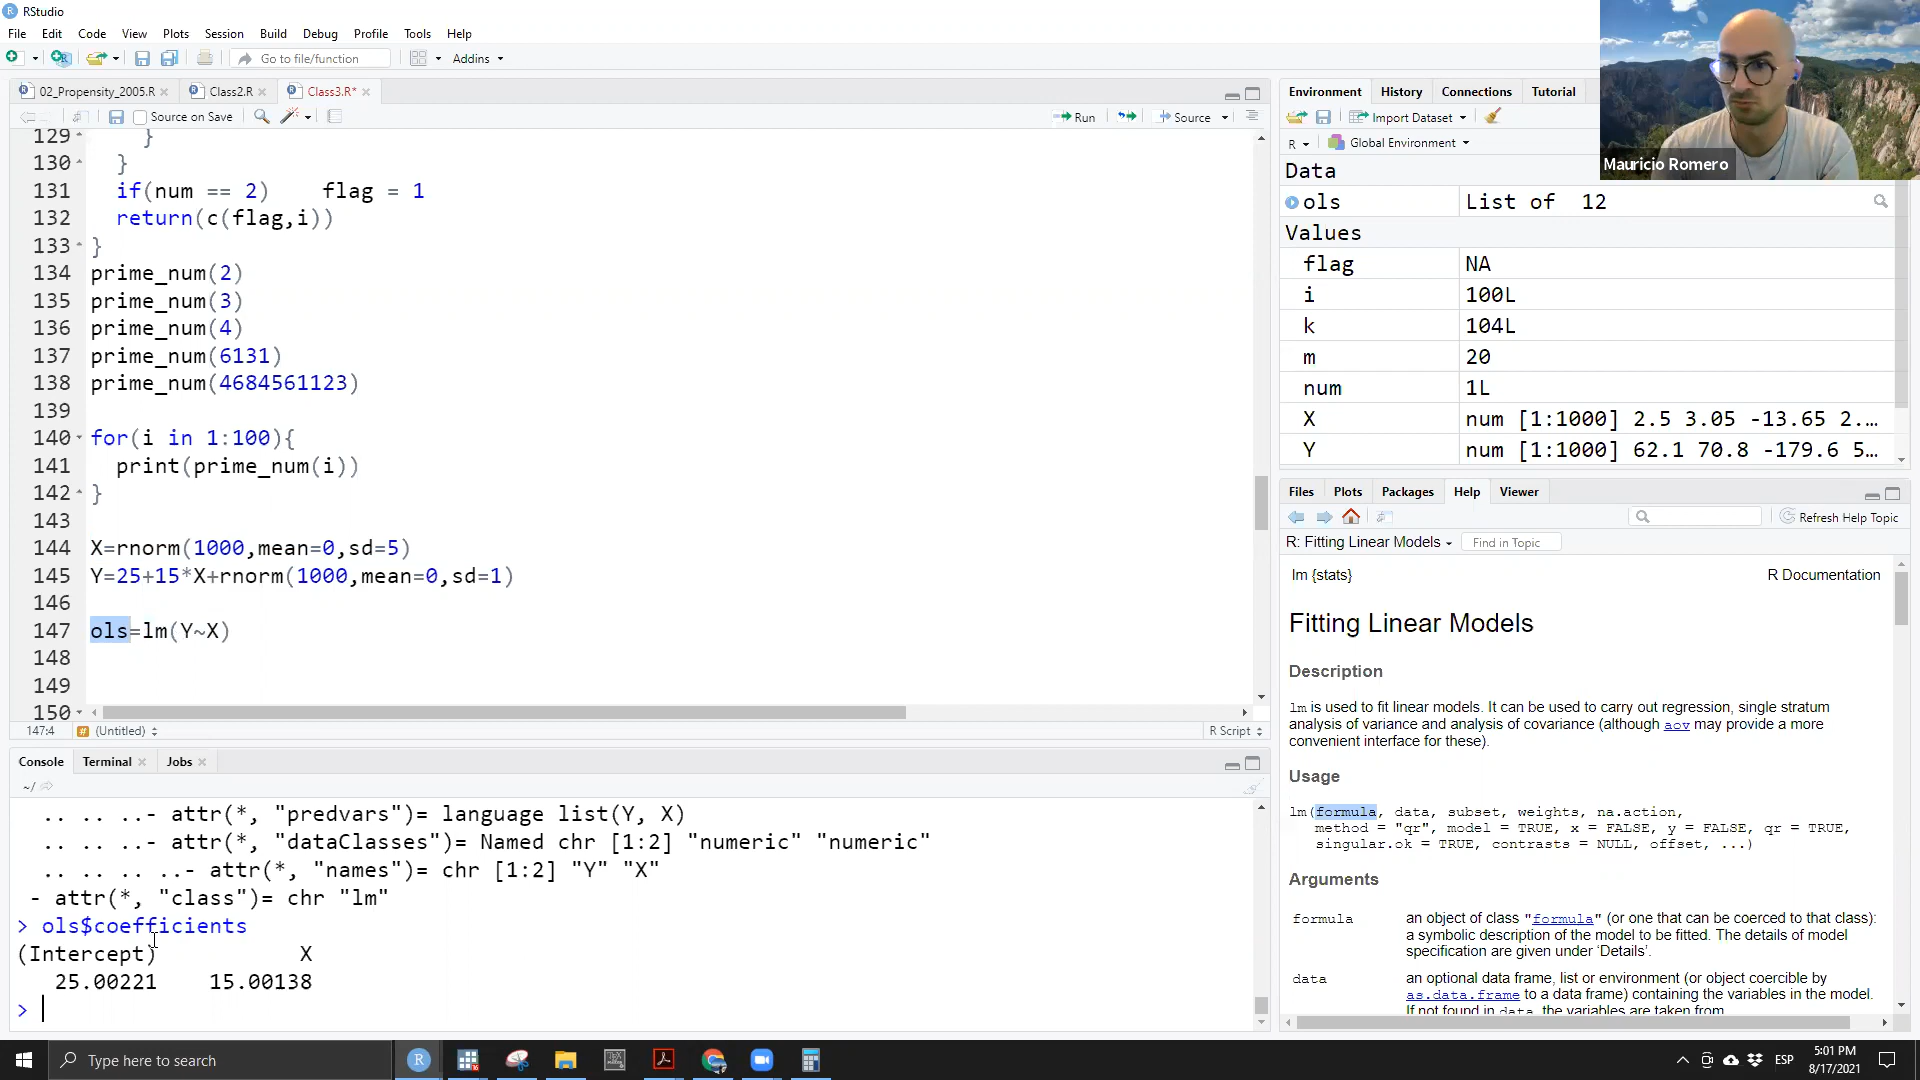 RStudio
File Edit Code View Plots Session Build Debug Profile Tools Help
Go to file/function Addins
02_Propensity_2005.R Class2.R Class3.R*
Source on Save Run Source
129 }
130 }
131 if(num == 2) flag = 1
132 return(c(flag,i))
133 }
134 prime_num(2)
135 prime_num(3)
136 prime_num(4)
137 prime_num(6131)
138 prime_num(4684561123)
139
140 for(i in 1:100){
141 print(prime_num(i))
142 }
143
144 X=rnorm(1000,mean=0,sd=5)
145 Y=25+15*X+rnorm(1000,mean=0,sd=1)
146
147 ols=lm(Y~X)
148
149
150
147:4 # (Untitled) R Script
Console Terminal Jobs
~/
.. .. ..- attr(*, "predvars")= language list(Y, X)
.. .. ..- attr(*, "dataClasses")= Named chr [1:2] "numeric" "numeric"
.. .. .. ..- attr(*, "names")= chr [1:2] "Y" "X"
- attr(*, "class")= chr "lm"
> ols$coefficients
(Intercept) X
25.00221 15.00138
>
Environment History Connections Tutorial
Import Dataset
R Global Environment
Data
ols List of 12
Values
flag NA
i 100L
k 104L
m 20
num 1L
X num [1:1000] 2.5 3.05 -13.65 2.…
Y num [1:1000] 62.1 70.8 -179.6 5…
Mauricio Romero
Files Plots Packages Help Viewer
Refresh Help Topic
R: Fitting Linear Models Find in Topic
lm {stats} R Documentation
Fitting Linear Models
Description
lm is used to fit linear models. It can be used to carry out regression, single stratum
analysis of variance and analysis of covariance (although aov may provide a more
convenient interface for these).
Usage
lm(formula, data, subset, weights, na.action,
method = "qr", model = TRUE, x = FALSE, y = FALSE, qr = TRUE,
singular.ok = TRUE, contrasts = NULL, offset, ...)
Arguments
formula an object of class "formula" (or one that can be coerced to that class):
a symbolic description of the model to be fitted. The details of model
specification are given under ‘Details’.
data an optional data frame, list or environment (or object coercible by
as.data.frame to a data frame) containing the variables in the model.
If not found in data, the variables are taken from
Type here to search
ESP 5:01 PM
8/17/2021